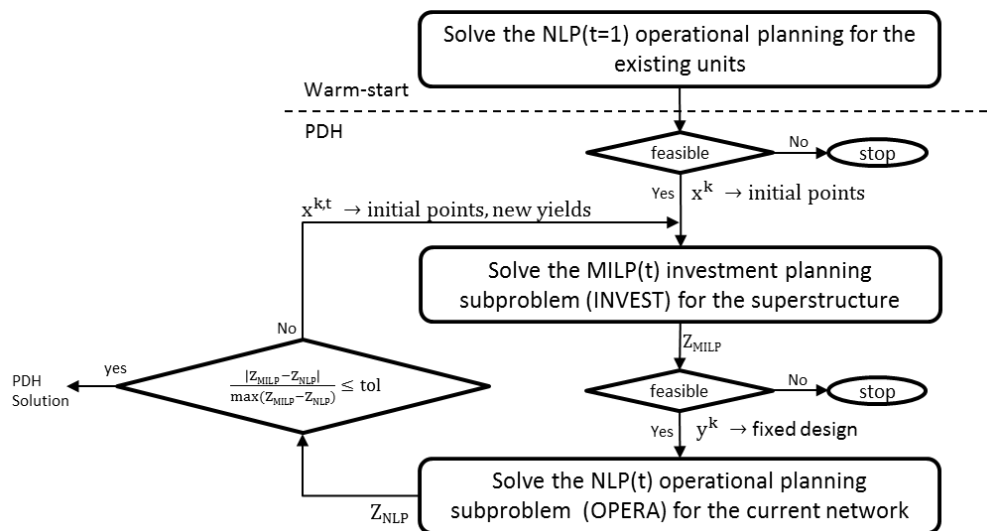 Solve the NLP(t=1) operational planning for the
existing units
Warm-start
PDH
feasible
No
stop
Yes
x^k → initial points
x^{k,t} → initial points, new yields
Solve the MILP(t) investment planning
subproblem (INVEST) for the superstructure
No
Z_MILP
yes
PDH
Solution
|Z_MILP−Z_NLP| / max(Z_MILP−Z_NLP) ≤ tol
feasible
No
stop
Yes
y^k → fixed design
Solve the NLP(t) operational planning
subproblem (OPERA) for the current network
Z_NLP